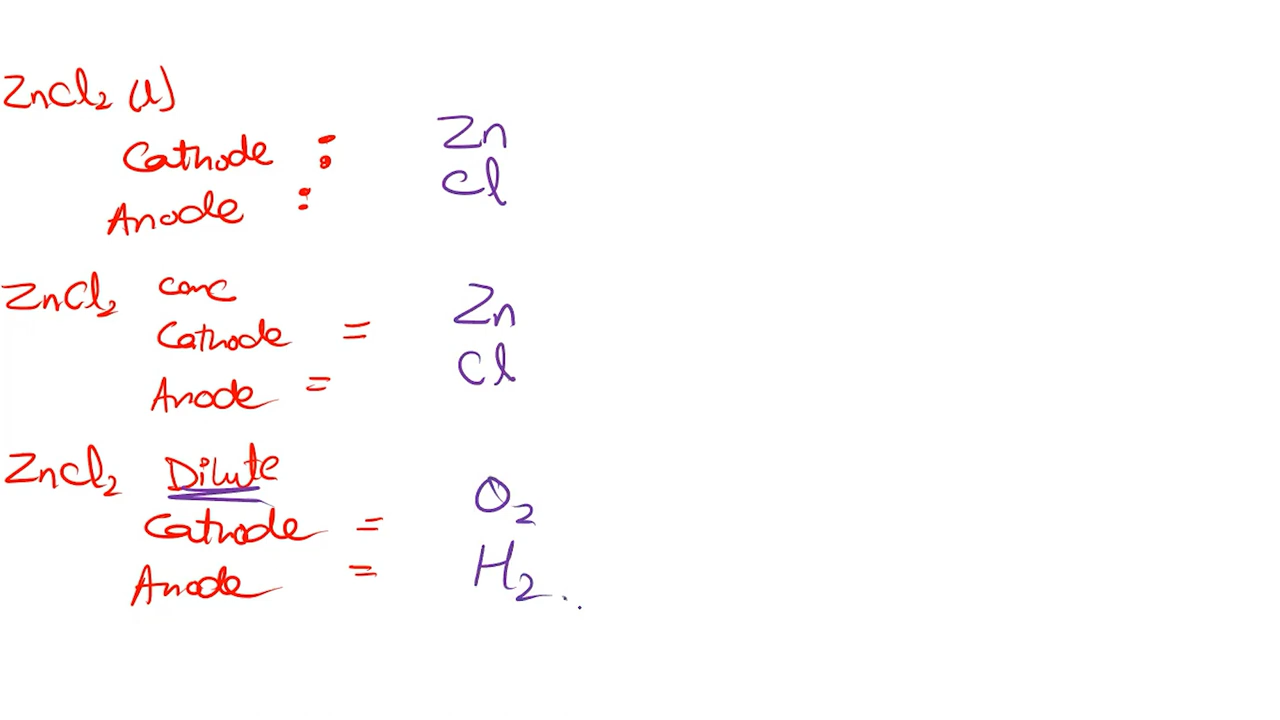 ZnCl₂ (l)
Cathode : Zn
Anode : Cl
ZnCl₂ conc
Cathode = Zn
Anode = Cl
ZnCl₂ Dilute
Cathode = O₂
Anode = H₂